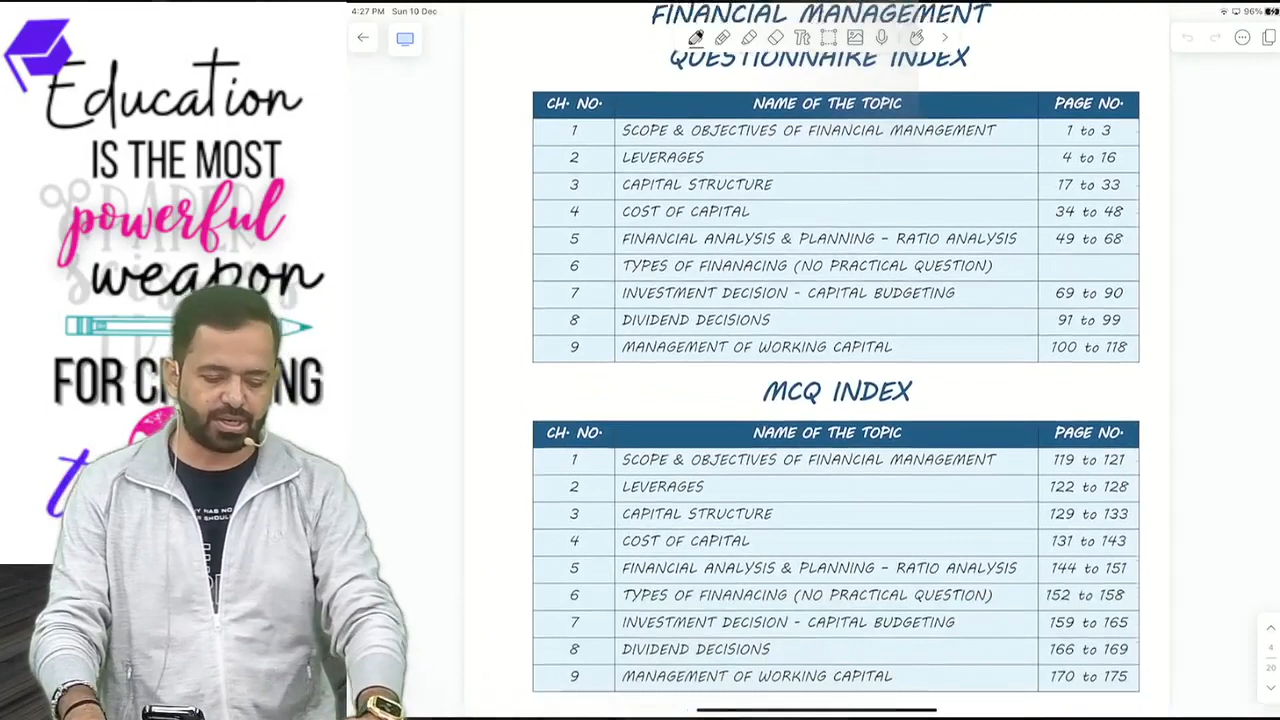 4:27 PM Sun 10 Dec
96%
Education
IS THE MOST
PAPER
powerful
weapon
FOR
FINANCIAL MANAGEMENT
QUESTIONNAIRE INDEX
CH. NO. NAME OF THE TOPIC PAGE NO.
1 SCOPE & OBJECTIVES OF FINANCIAL MANAGEMENT 1 to 3
2 LEVERAGES 4 to 16
3 CAPITAL STRUCTURE 17 to 33
4 COST OF CAPITAL 34 to 48
5 FINANCIAL ANALYSIS & PLANNING - RATIO ANALYSIS 49 to 68
6 TYPES OF FINANACING (NO PRACTICAL QUESTION)
7 INVESTMENT DECISION - CAPITAL BUDGETING 69 to 90
8 DIVIDEND DECISIONS 91 to 99
9 MANAGEMENT OF WORKING CAPITAL 100 to 118
MCQ INDEX
CH. NO. NAME OF THE TOPIC PAGE NO.
1 SCOPE & OBJECTIVES OF FINANCIAL MANAGEMENT 119 to 121
2 LEVERAGES 122 to 128
3 CAPITAL STRUCTURE 129 to 133
4 COST OF CAPITAL 131 to 143
5 FINANCIAL ANALYSIS & PLANNING - RATIO ANALYSIS 144 to 151
6 TYPES OF FINANACING (NO PRACTICAL QUESTION) 152 to 158
7 INVESTMENT DECISION - CAPITAL BUDGETING 159 to 165
8 DIVIDEND DECISIONS 166 to 169
9 MANAGEMENT OF WORKING CAPITAL 170 to 175
4
20